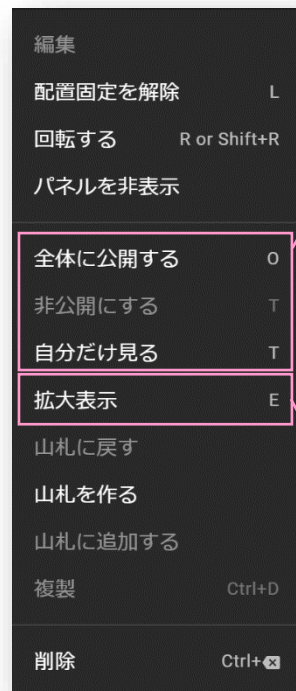 編集
配置固定を解除 L
回転する R or Shift+R
パネルを非表示
全体に公開する O
非公開にする T
自分だけ見る T
拡大表示 E
山札に戻す
山札を作る
山札に追加する
複製 Ctrl+D
削除 Ctrl+⌫